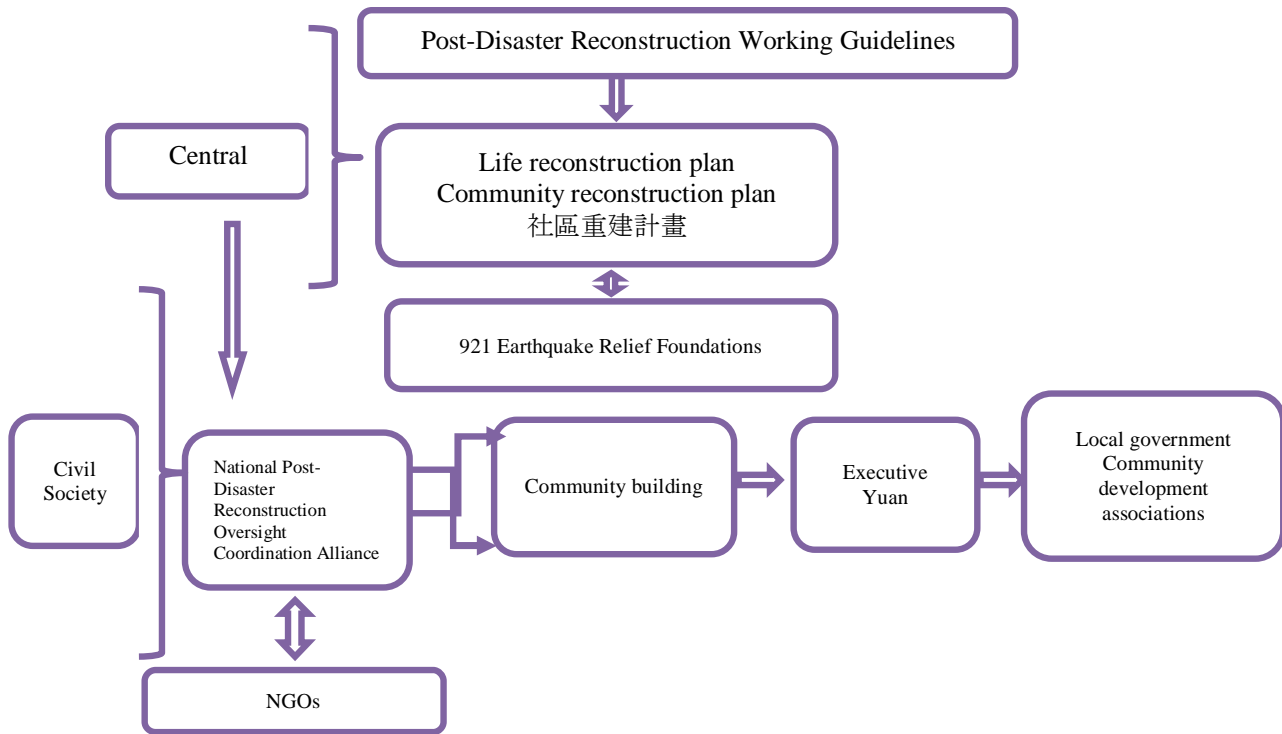 Post-Disaster Reconstruction Working Guidelines
Central
Life reconstruction plan
Community reconstruction plan
社區重建計畫
921 Earthquake Relief Foundations
Civil
Society
National Post-
Disaster
Reconstruction
Oversight
Coordination Alliance
Community building
Executive
Yuan
Local government
Community
development
associations
NGOs